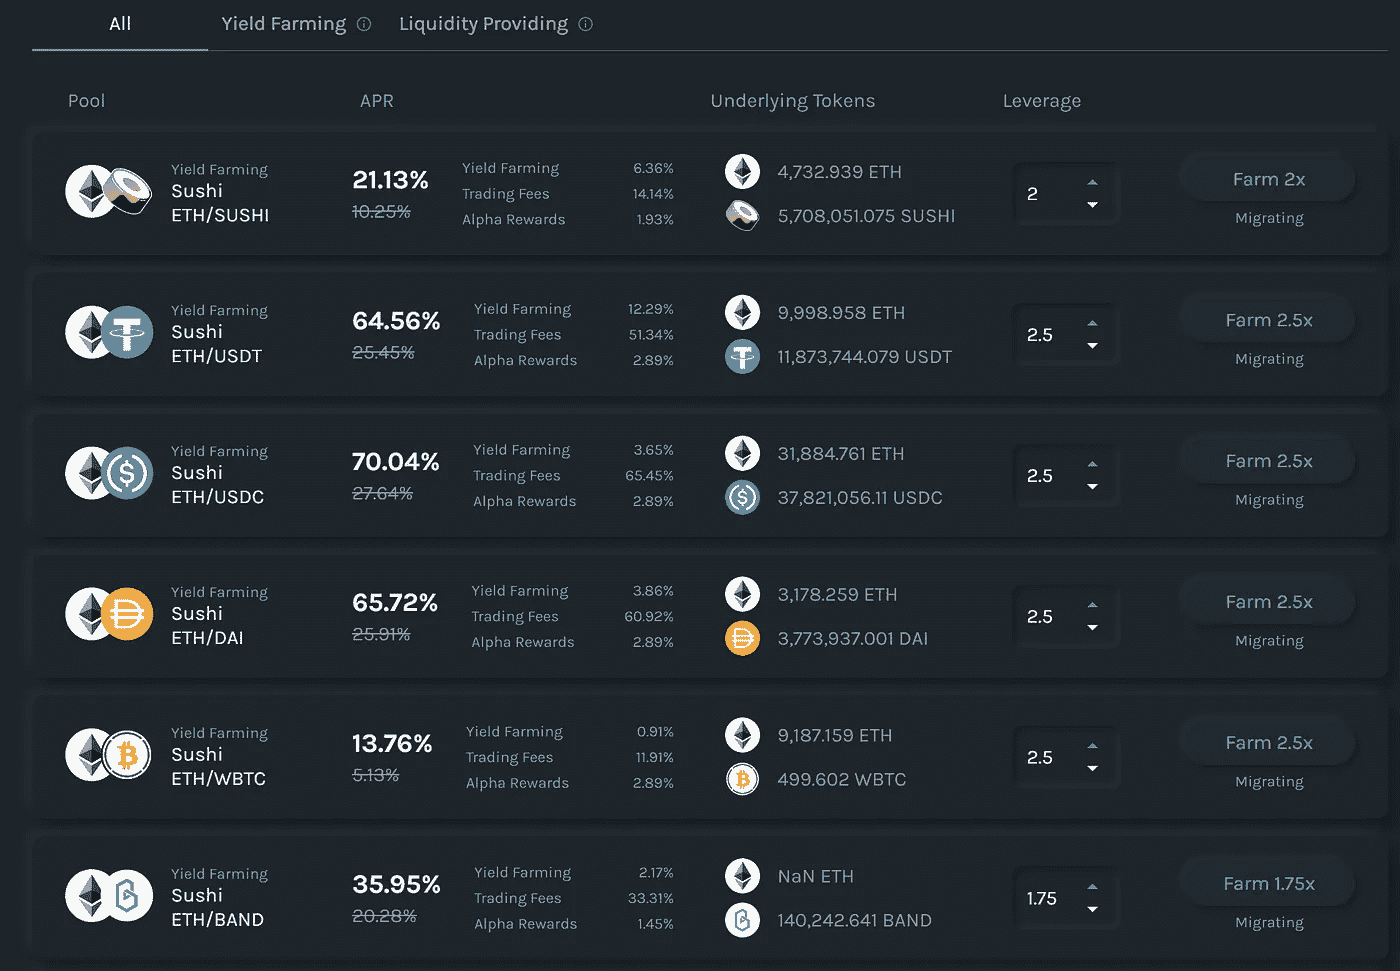 All Yield Farming Liquidity Providing
Pool APR Underlying Tokens Leverage
Yield Farming
Sushi
ETH/SUSHI
21.13%
10.25%
Yield Farming 6.36%
Trading Fees 14.14%
Alpha Rewards 1.93%
4,732.939 ETH
5,708,051.075 SUSHI
2
Farm 2x
Migrating
Yield Farming
Sushi
ETH/USDT
64.56%
25.45%
Yield Farming 12.29%
Trading Fees 51.34%
Alpha Rewards 2.89%
9,998.958 ETH
11,873,744.079 USDT
2.5
Farm 2.5x
Migrating
Yield Farming
Sushi
ETH/USDC
70.04%
27.64%
Yield Farming 3.65%
Trading Fees 65.45%
Alpha Rewards 2.89%
31,884.761 ETH
37,821,056.11 USDC
2.5
Farm 2.5x
Migrating
Yield Farming
Sushi
ETH/DAI
65.72%
25.91%
Yield Farming 3.86%
Trading Fees 60.92%
Alpha Rewards 2.89%
3,178.259 ETH
3,773,937.001 DAI
2.5
Farm 2.5x
Migrating
Yield Farming
Sushi
ETH/WBTC
13.76%
5.13%
Yield Farming 0.91%
Trading Fees 11.91%
Alpha Rewards 2.89%
9,187.159 ETH
499.602 WBTC
2.5
Farm 2.5x
Migrating
Yield Farming
Sushi
ETH/BAND
35.95%
20.28%
Yield Farming 2.17%
Trading Fees 33.31%
Alpha Rewards 1.45%
NaN ETH
140,242.641 BAND
1.75
Farm 1.75x
Migrating